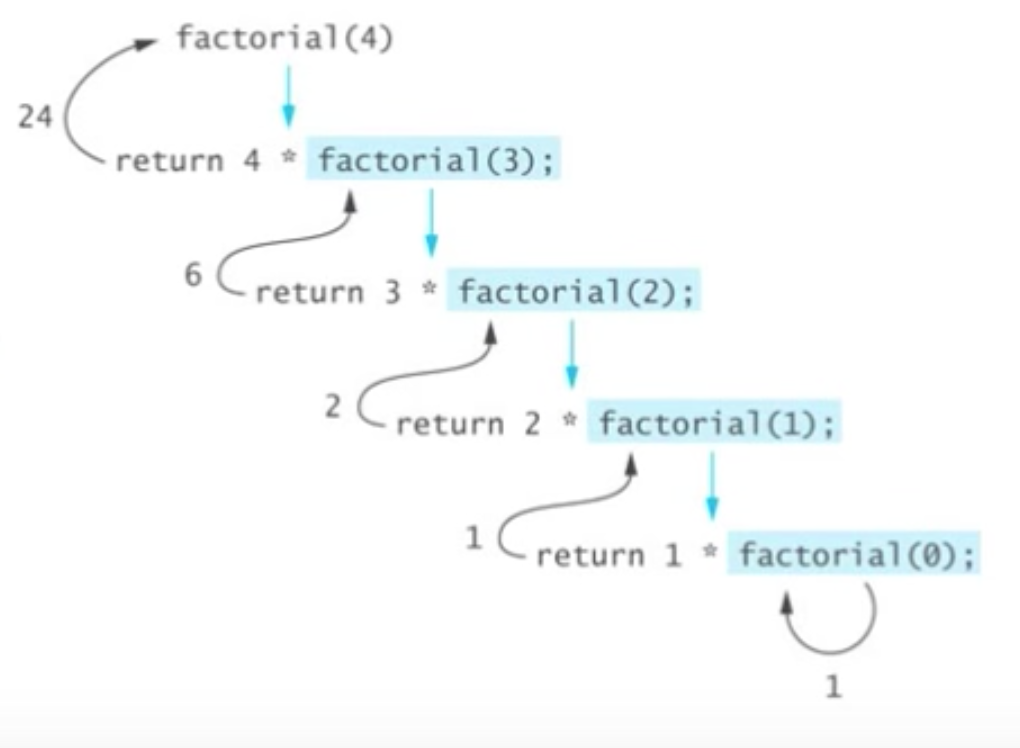 factorial(4)
24
return 4 * factorial(3);
6
return 3 * factorial(2);
2
return 2 * factorial(1);
1
return 1 * factorial(0);
1